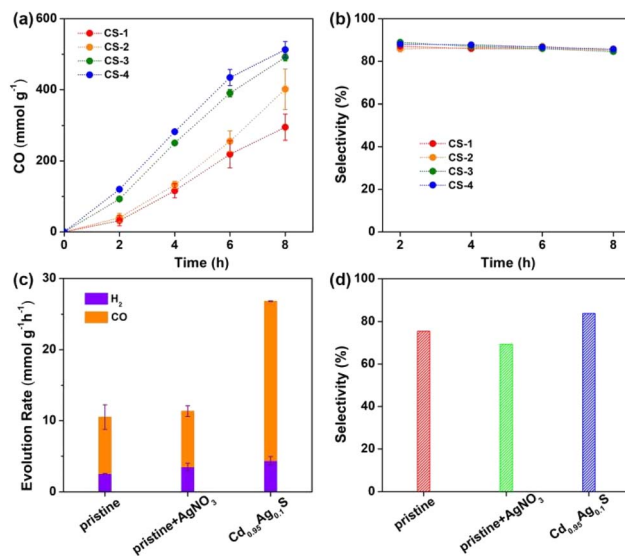 (a)
600
400
200
0
CO (mmol g⁻¹)
CS-1
CS-2
CS-3
CS-4
0 2 4 6 8
Time (h)
(b)
100
80
60
40
20
0
Selectivity (%)
CS-1
CS-2
CS-3
CS-4
2 4 6 8
Time (h)
(c)
30
20
10
0
Evolution Rate (mmol g⁻¹h⁻¹)
H₂
CO
pristine
pristine+AgNO₃
Cd₀.₉₅Ag₀.₁S
(d)
100
80
60
40
20
0
Selectivity (%)
pristine
pristine+AgNO₃
Cd₀.₉₅Ag₀.₁S